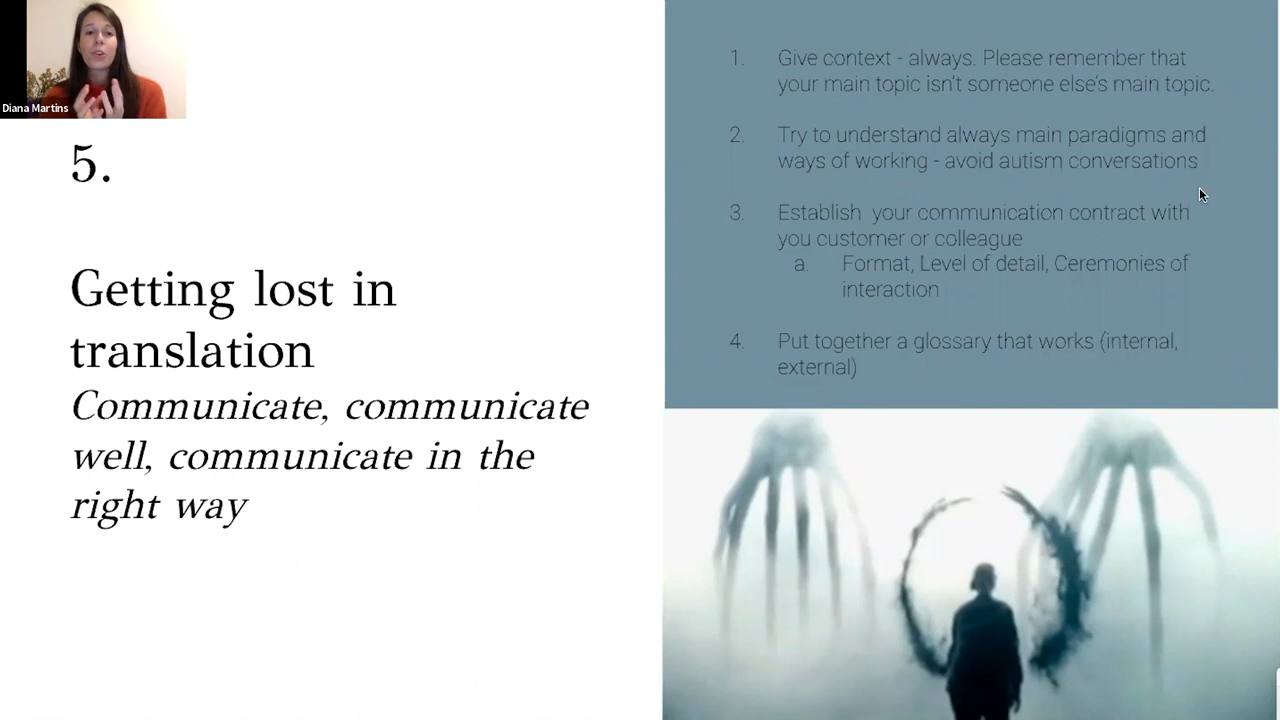 Diana Martins
5.
Getting lost in
translation
Communicate, communicate
well, communicate in the
right way
1. Give context - always. Please remember that
your main topic isn't someone else's main topic.
2. Try to understand always main paradigms and
ways of working - avoid autism conversations
3. Establish your communication contract with
you customer or colleague
a. Format, Level of detail, Ceremonies of
interaction
4. Put together a glossary that works (internal,
external)